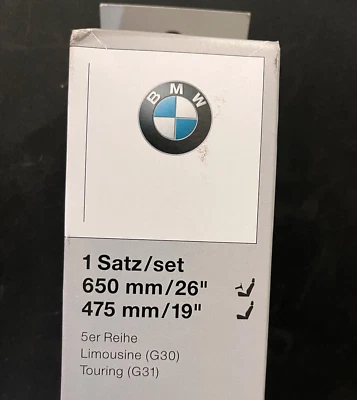 BMW
1 Satz/set
650 mm/26"
475 mm/19"
5er Reihe
Limousine (G30)
Touring (G31)